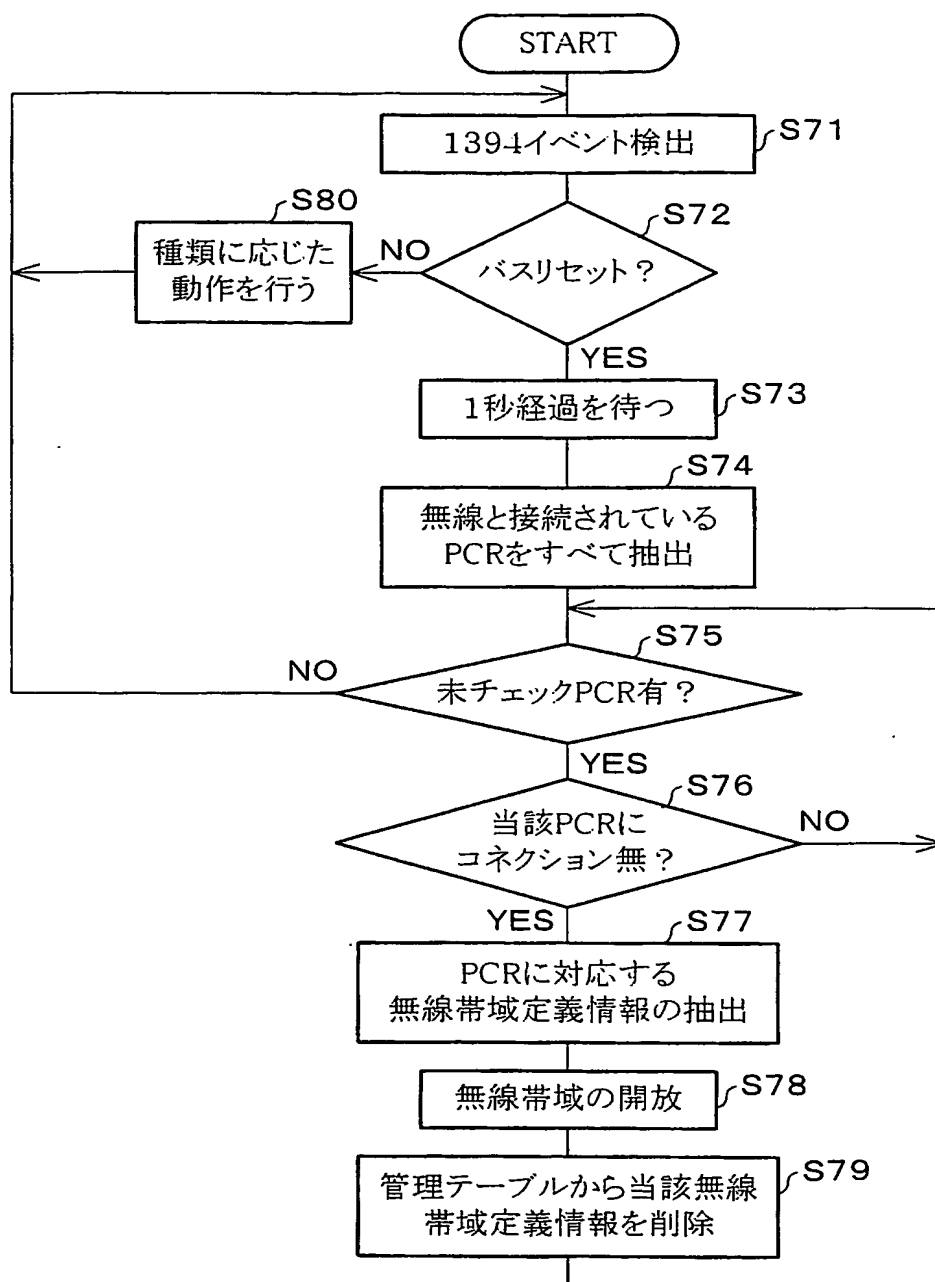 START
1394イベント検出
S71
S80
種類に応じた
動作を行う
NO
S72
バスリセット?
YES
1秒経過を待つ
S73
S74
無線と接続されている
PCRをすべて抽出
S75
NO
未チェックPCR有?
YES
S76
当該PCRに
コネクション無?
NO
YES
S77
PCRに対応する
無線帯域定義情報の抽出
無線帯域の開放
S78
S79
管理テーブルから当該無線
帯域定義情報を削除